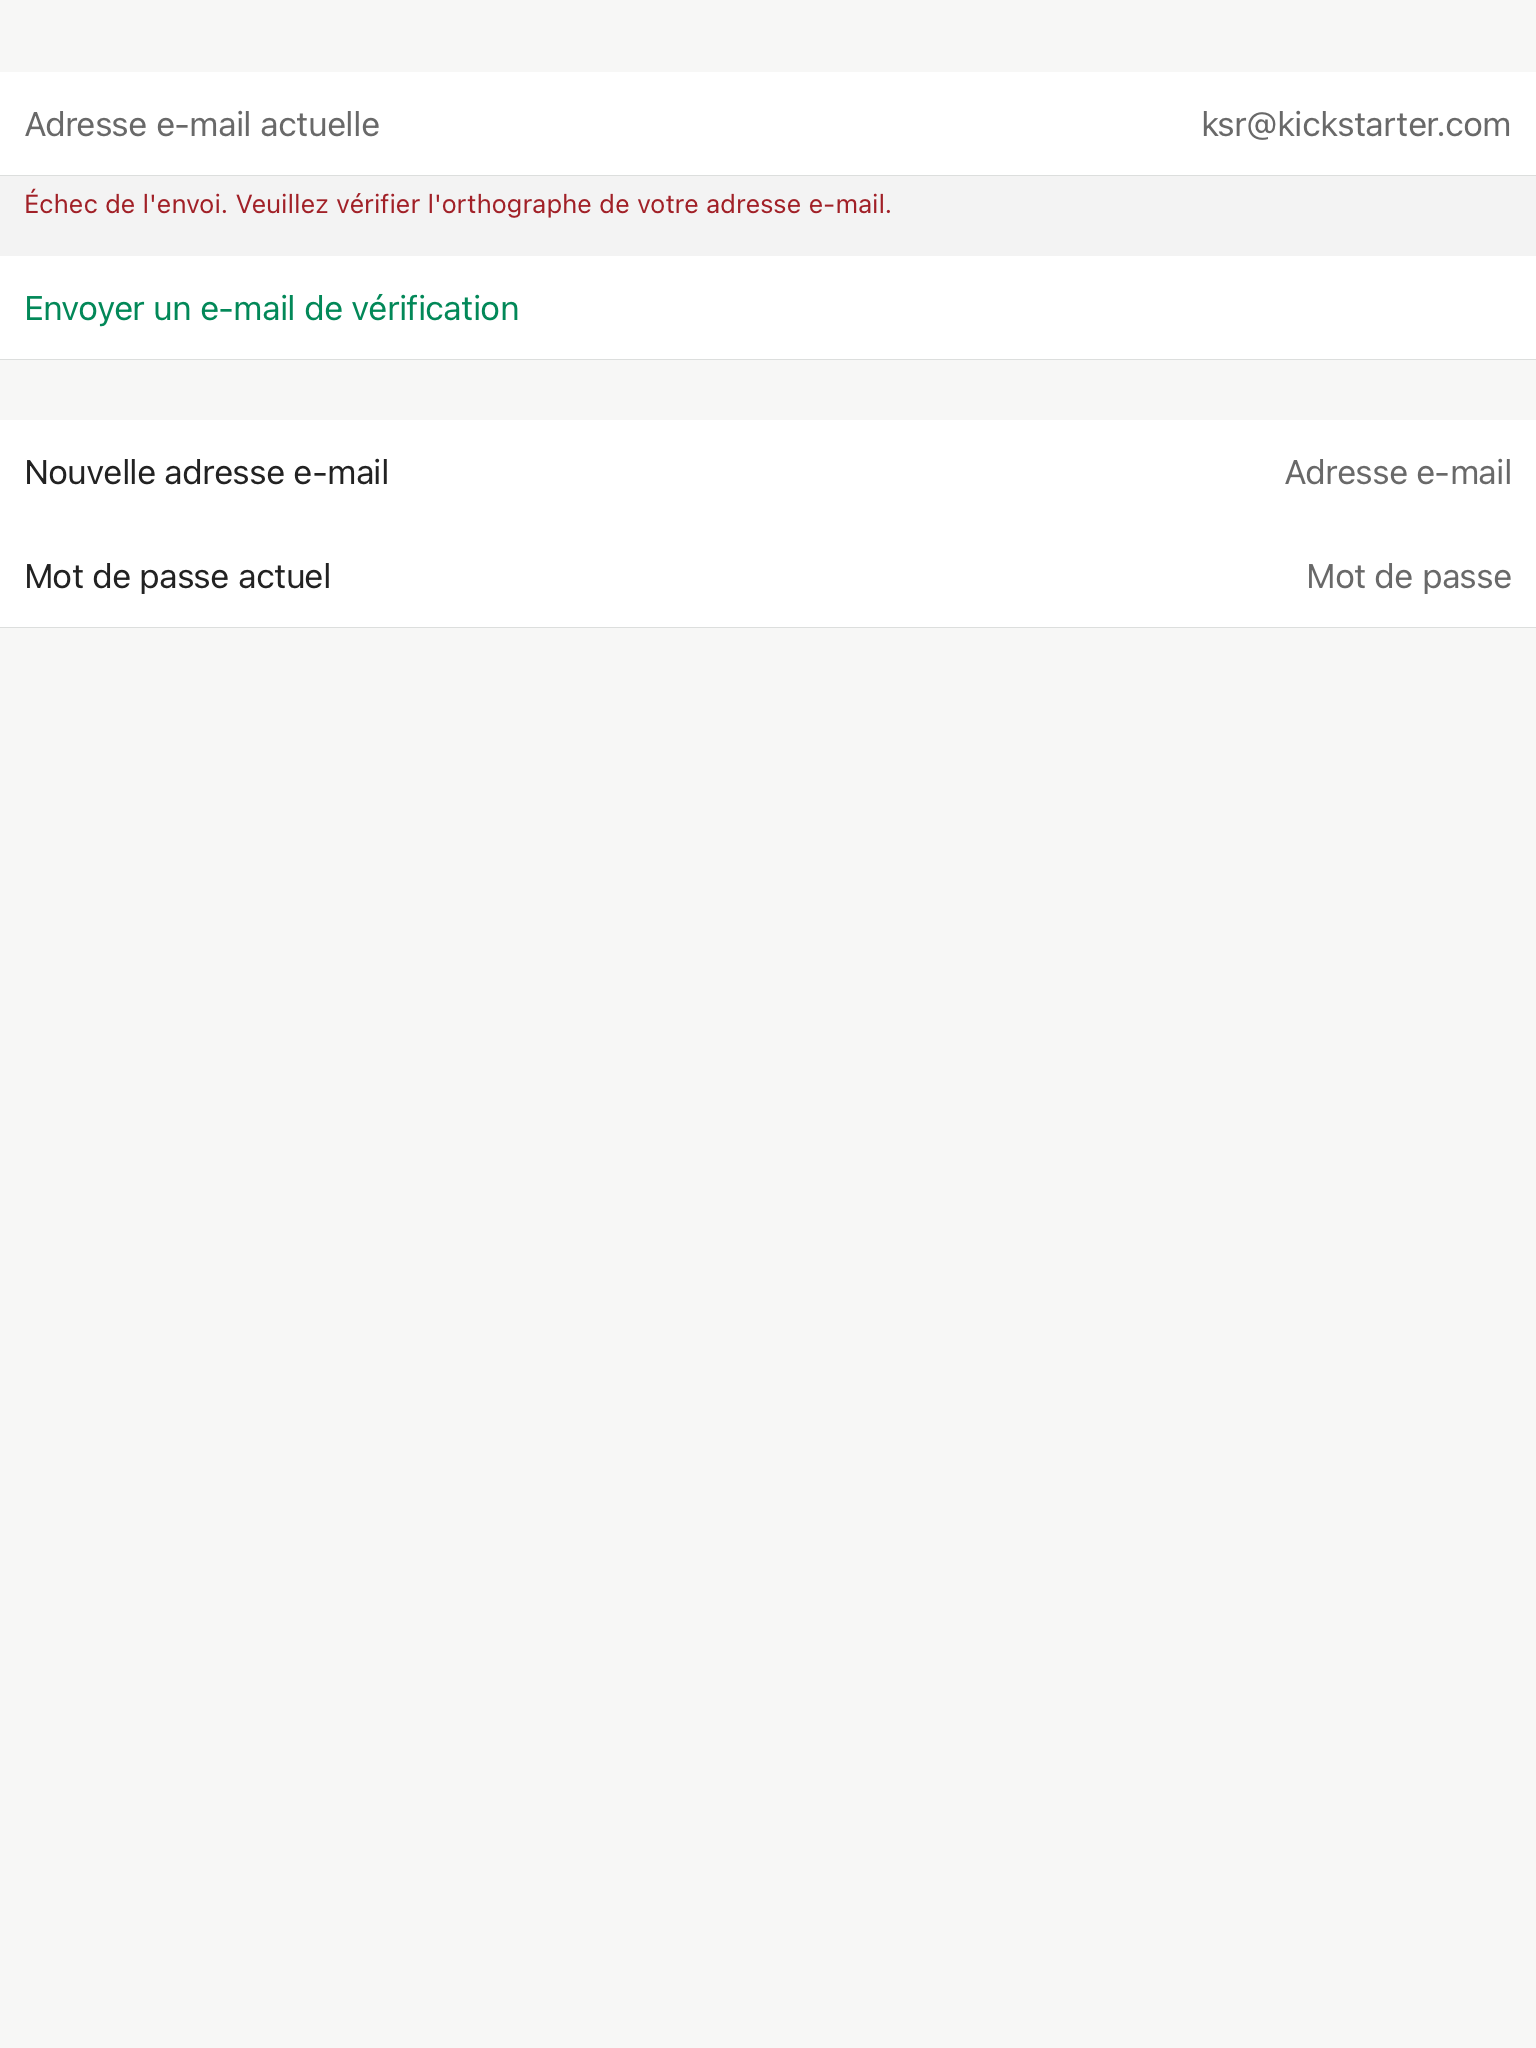 Adresse e-mail actuelle ksr@kickstarter.com
Échec de l'envoi. Veuillez vérifier l'orthographe de votre adresse e-mail.
Envoyer un e-mail de vérification
Nouvelle adresse e-mail Adresse e-mail
Mot de passe actuel Mot de passe